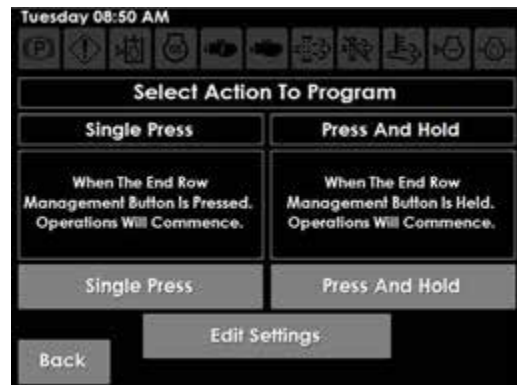 Tuesday 08:50 AM
Select Action To Program
Single Press
Press And Hold
When The End Row
Management Button Is Pressed.
Operations Will Commence.
When The End Row
Management Button Is Held.
Operations Will Commence.
Single Press
Press And Hold
Edit Settings
Back